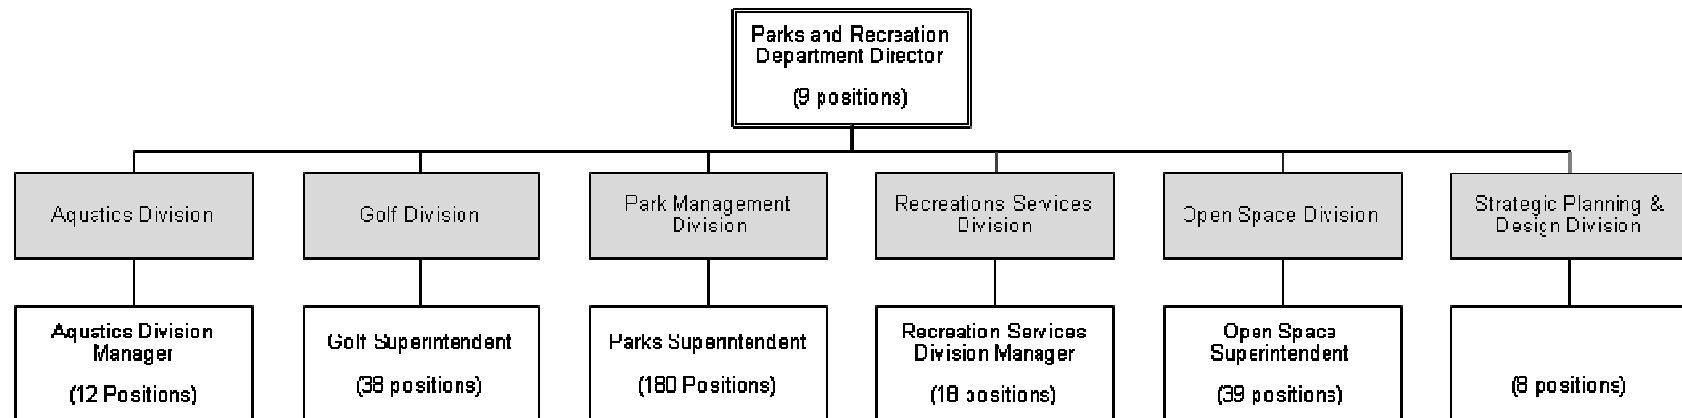 Parks and Recreation
Department Director
(9 positions)
Aquatics Division
Golf Division
Park Management
Division
Recreations Services
Division
Open Space Division
Strategic Planning &
Design Division
Aquatics Division
Manager
(12 Positions)
Golf Superintendent
(38 positions)
Parks Superintendent
(180 Positions)
Recreation Services
Division Manager
(18 positions)
Open Space
Superintendent
(39 positions)
(8 positions)